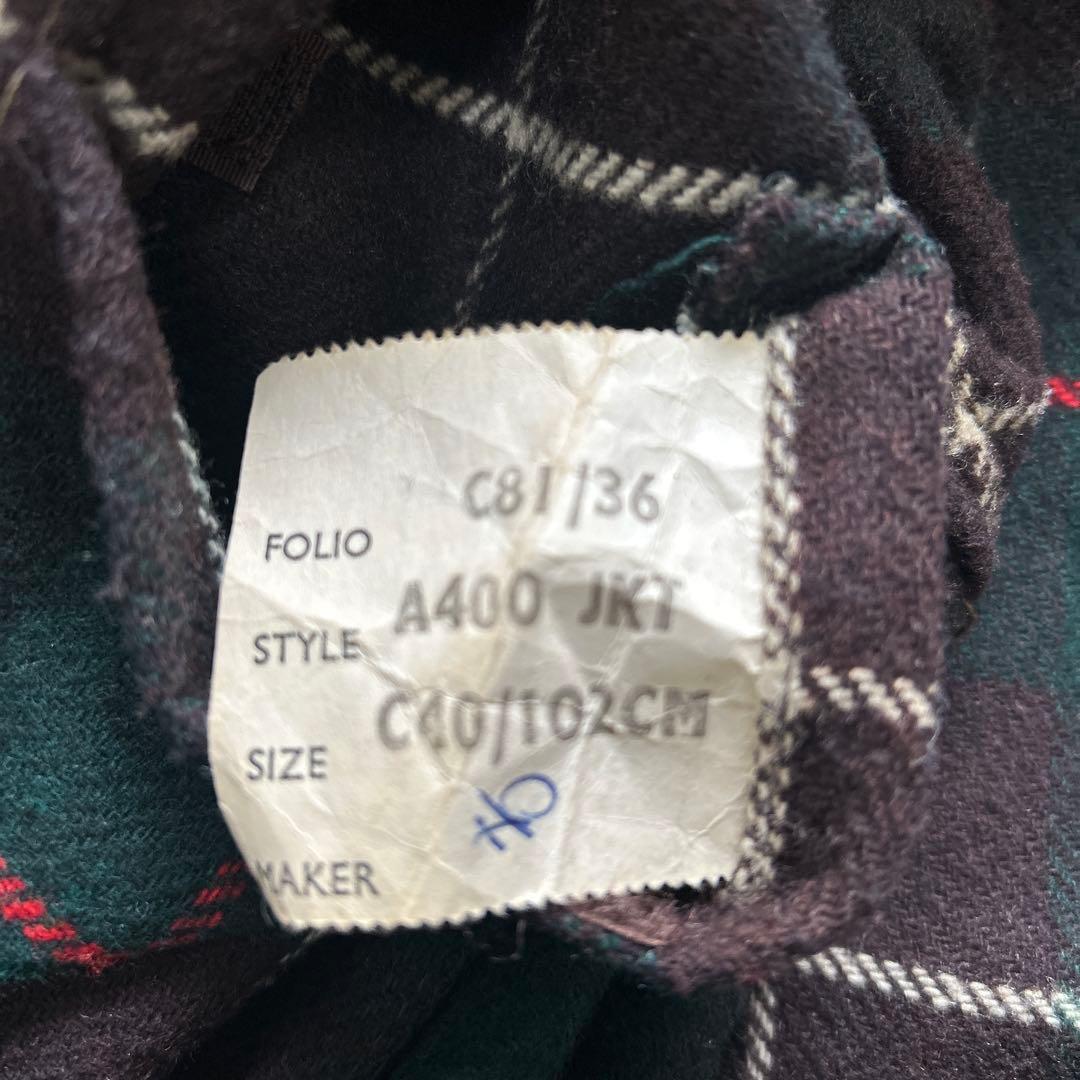 FOLIO C81/36
STYLE A400 JKT
SIZE C40/102CM
MAKER